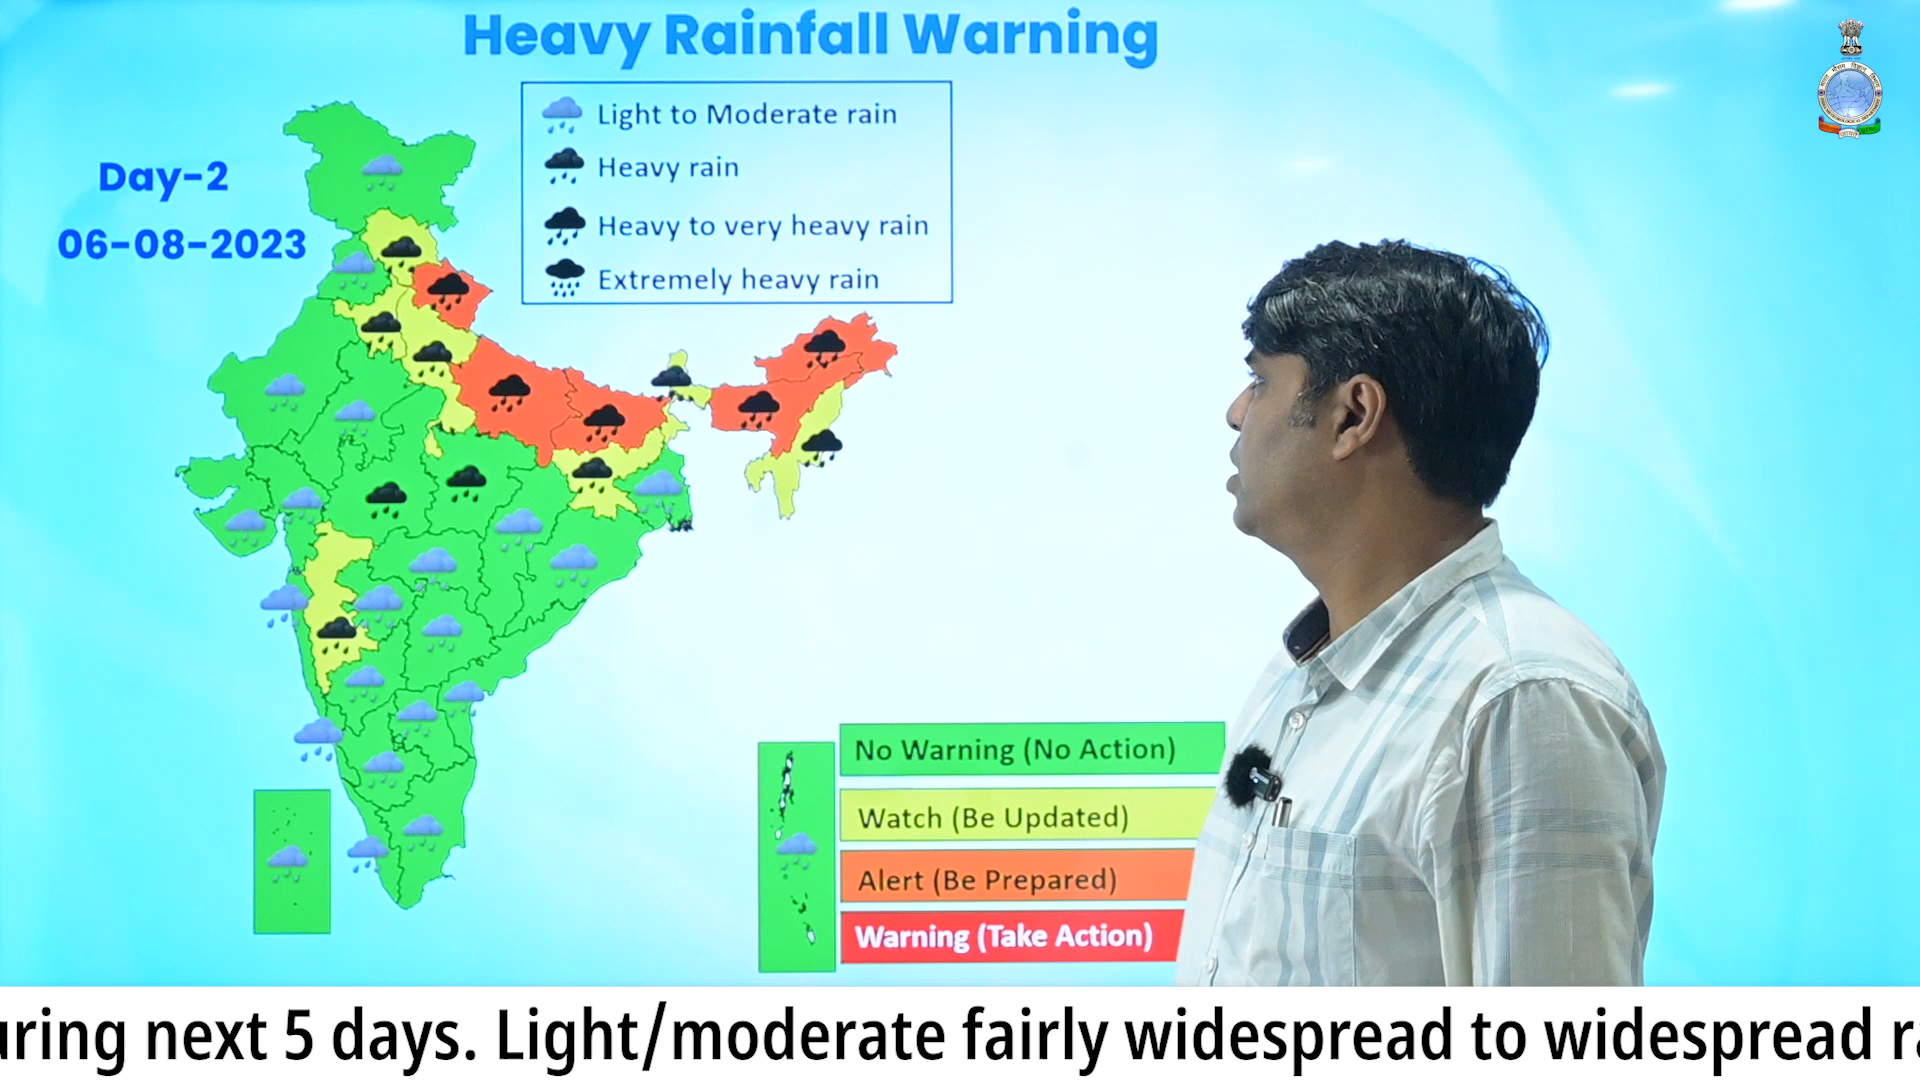 Heavy Rainfall Warning
Light to Moderate rain
Heavy rain
Heavy to very heavy rain
Extremely heavy rain
Day-2
06-08-2023
No Warning (No Action)
Watch (Be Updated)
Alert (Be Prepared)
Warning (Take Action)
uring next 5 days. Light/moderate fairly widespread to widespread ra